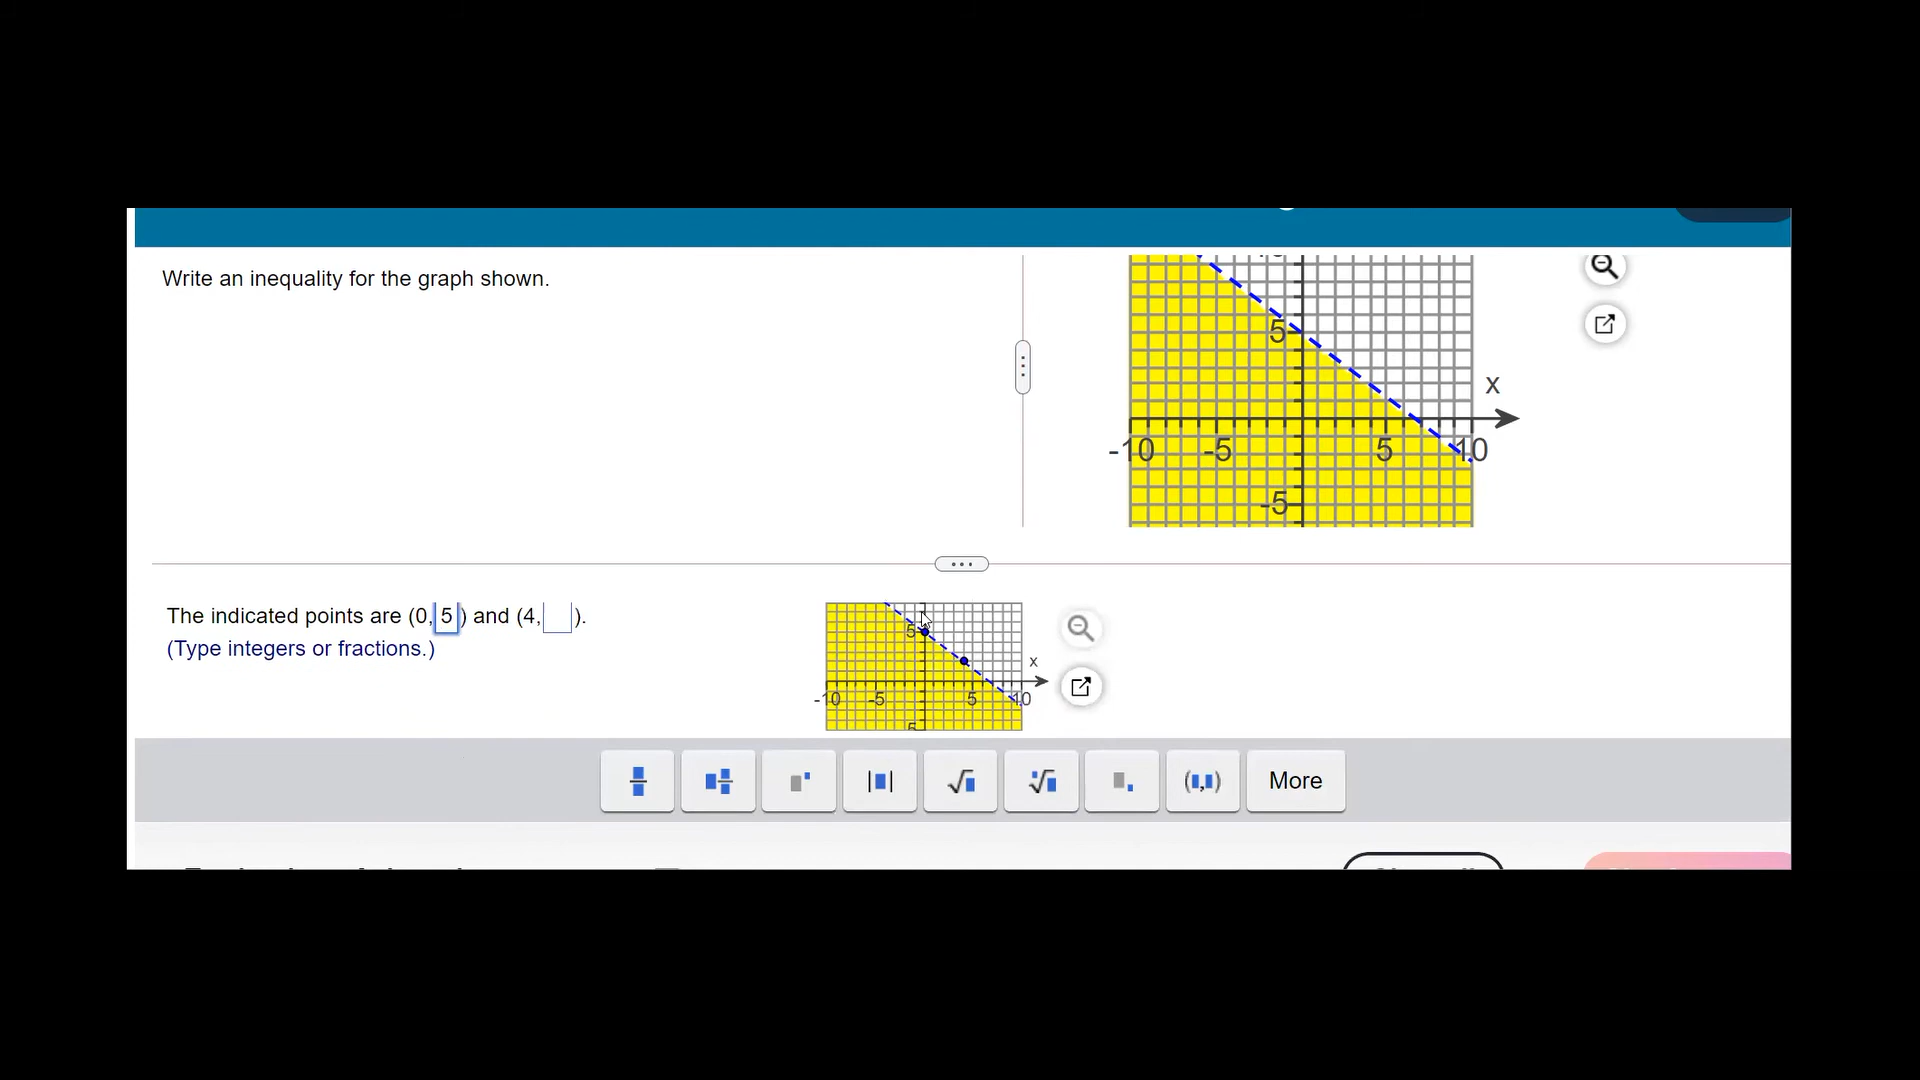 Write an inequality for the graph shown.
5
x
-10 -5 5 10
-5
The indicated points are (0, 5 ) and (4, ).
(Type integers or fractions.)
5
x
-10 -5 5 10
More